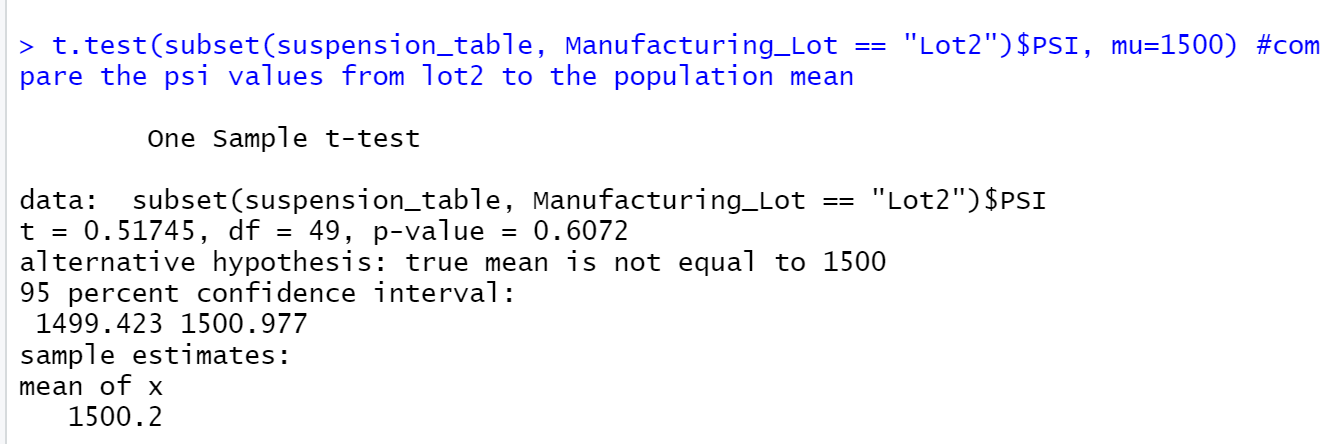 > t.test(subset(suspension_table, Manufacturing_Lot == "Lot2")$PSI, mu=1500) #com
pare the psi values from lot2 to the population mean
One Sample t-test
data:  subset(suspension_table, Manufacturing_Lot == "Lot2")$PSI
t = 0.51745, df = 49, p-value = 0.6072
alternative hypothesis: true mean is not equal to 1500
95 percent confidence interval:
1499.423 1500.977
sample estimates:
mean of x
1500.2